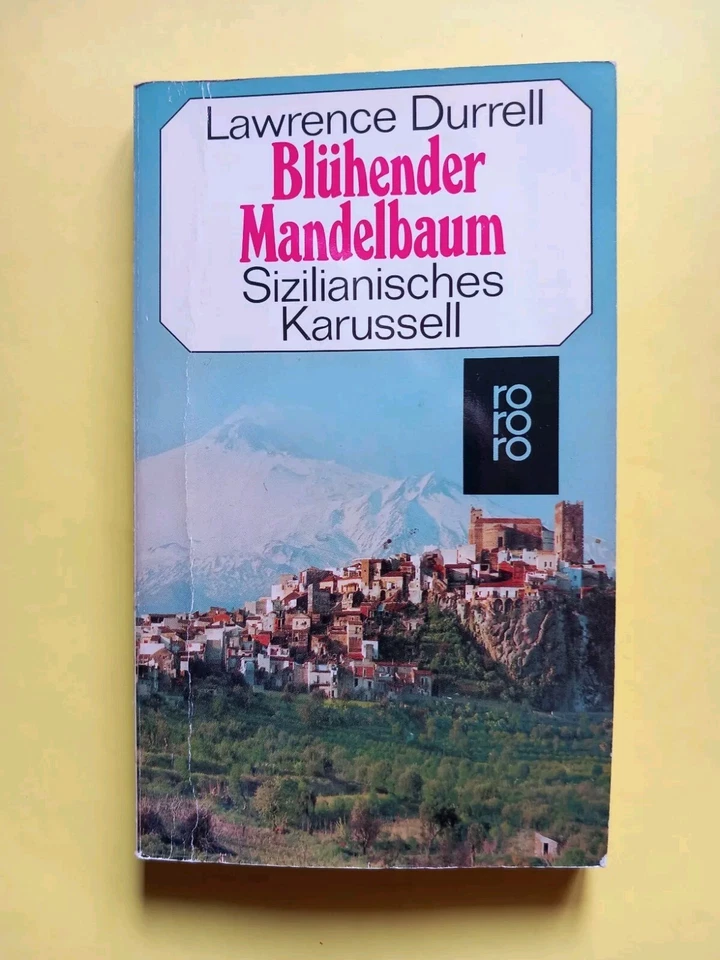 Lawrence Durrell
Blühender
Mandelbaum
Sizilianisches
Karussell
ro
ro
ro